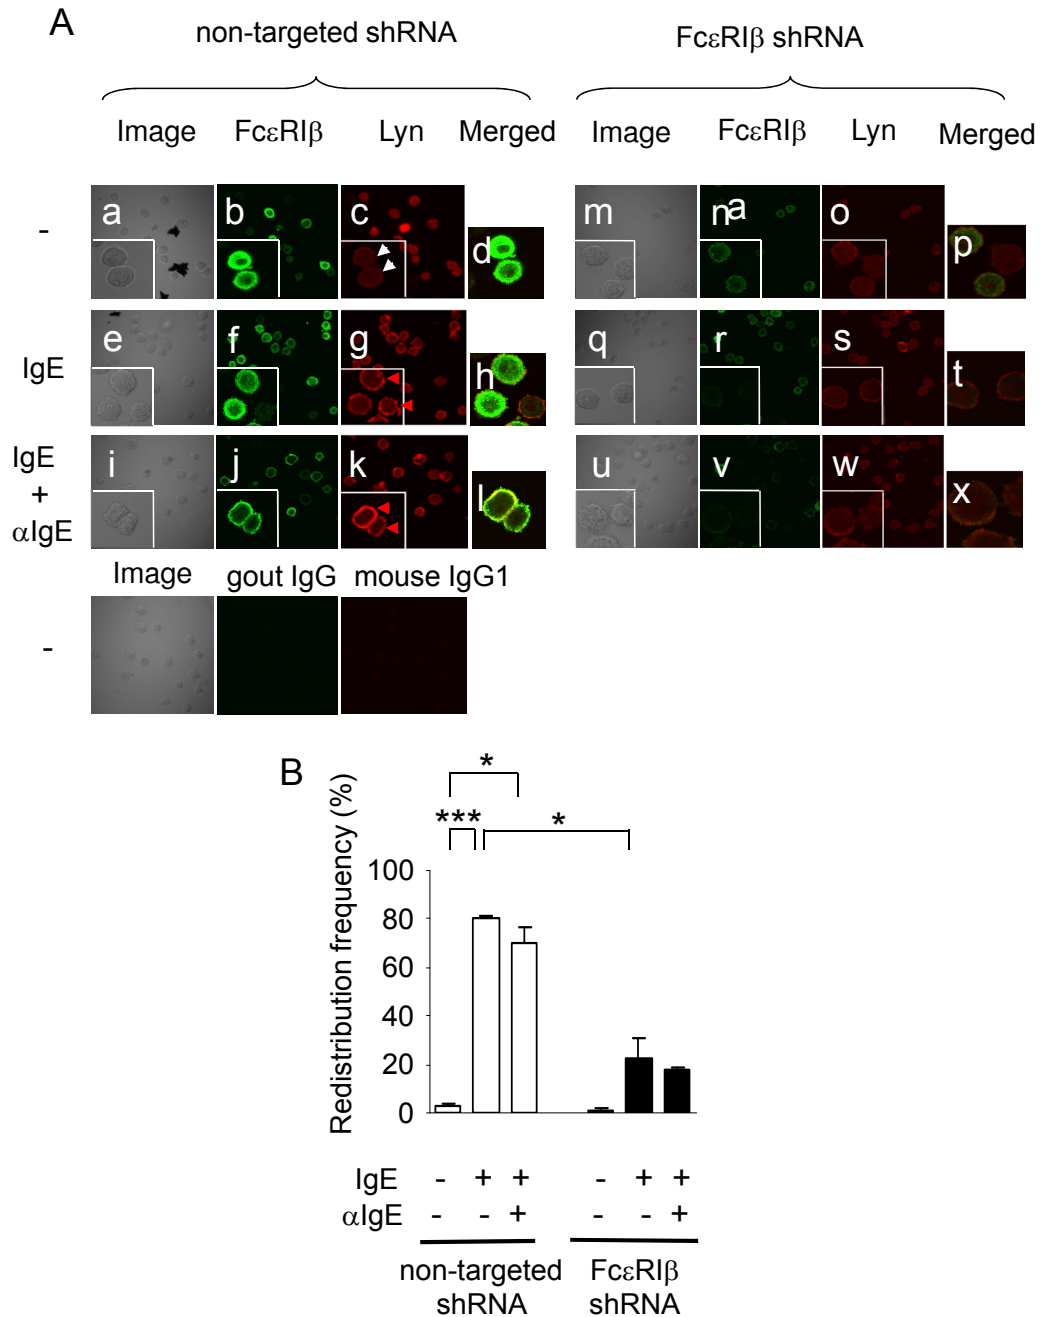 A
non-targeted shRNA
FcεRIβ shRNA
Image FcεRIβ Lyn Merged Image FcεRIβ Lyn Merged
- a b c d m na o p
IgE e f g h q r s t
IgE
+
αIgE
i j k l u v w x
Image gout IgG mouse IgG1
-
B
*
*** *
Redistribution frequency (%)
100
80
60
40
20
0
IgE - + + - + +
αIgE - - + - - +
non-targeted shRNA
FcεRIβ shRNA